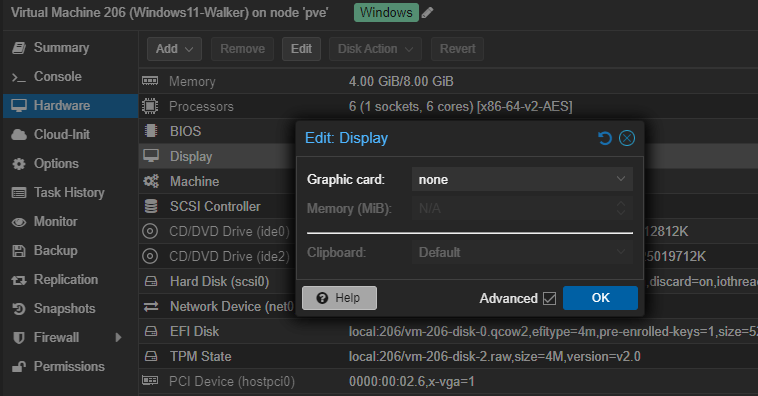 Virtual Machine 206 (Windows11-Walker) on node 'pve' Windows
Summary
Console
Hardware
Cloud-Init
Options
Task History
Monitor
Backup
Replication
Snapshots
Firewall
Permissions
Add Remove Edit Disk Action Revert
Memory 4.00 GiB/8.00 GiB
Processors 6 (1 sockets, 6 cores) [x86-64-v2-AES]
BIOS
Display
Machine
SCSI Controller
CD/DVD Drive (ide0) 12812K
CD/DVD Drive (ide2) 5019712K
Hard Disk (scsi0) ,discard=on,iothrea
Network Device (net0
EFI Disk local:206/vm-206-disk-0.qcow2,efitype=4m,pre-enrolled-keys=1,size=52
TPM State local:206/vm-206-disk-2.raw,size=4M,version=v2.0
PCI Device (hostpci0) 0000:00:02.6,x-vga=1
Edit: Display
Graphic card: none
Memory (MiB): N/A
Clipboard: Default
Help Advanced OK